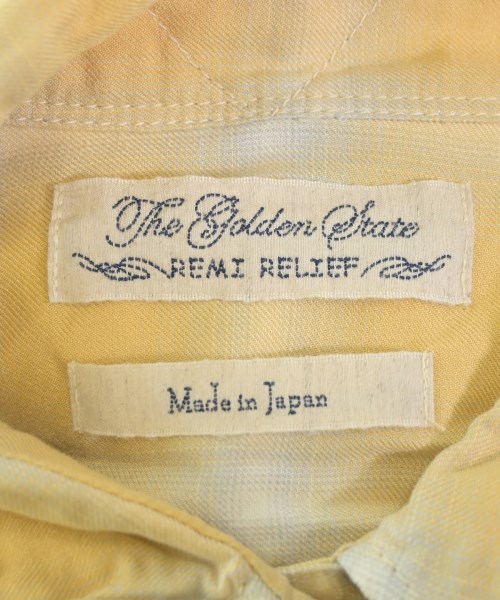 The Golden State
REMI RELIEF
Made in Japan